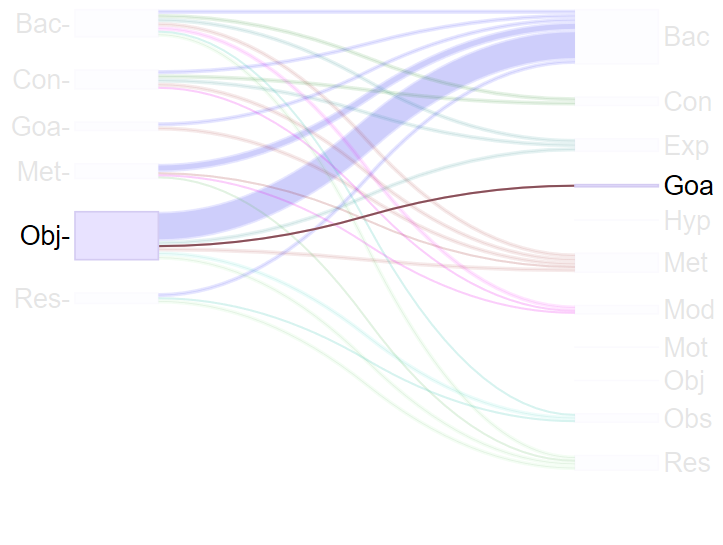 Bac-
Con-
Goa-
Met-
Obj-
Res-
Bac
Con
Exp
Goa
Hyp
Met
Mod
Mot
Obj
Obs
Res